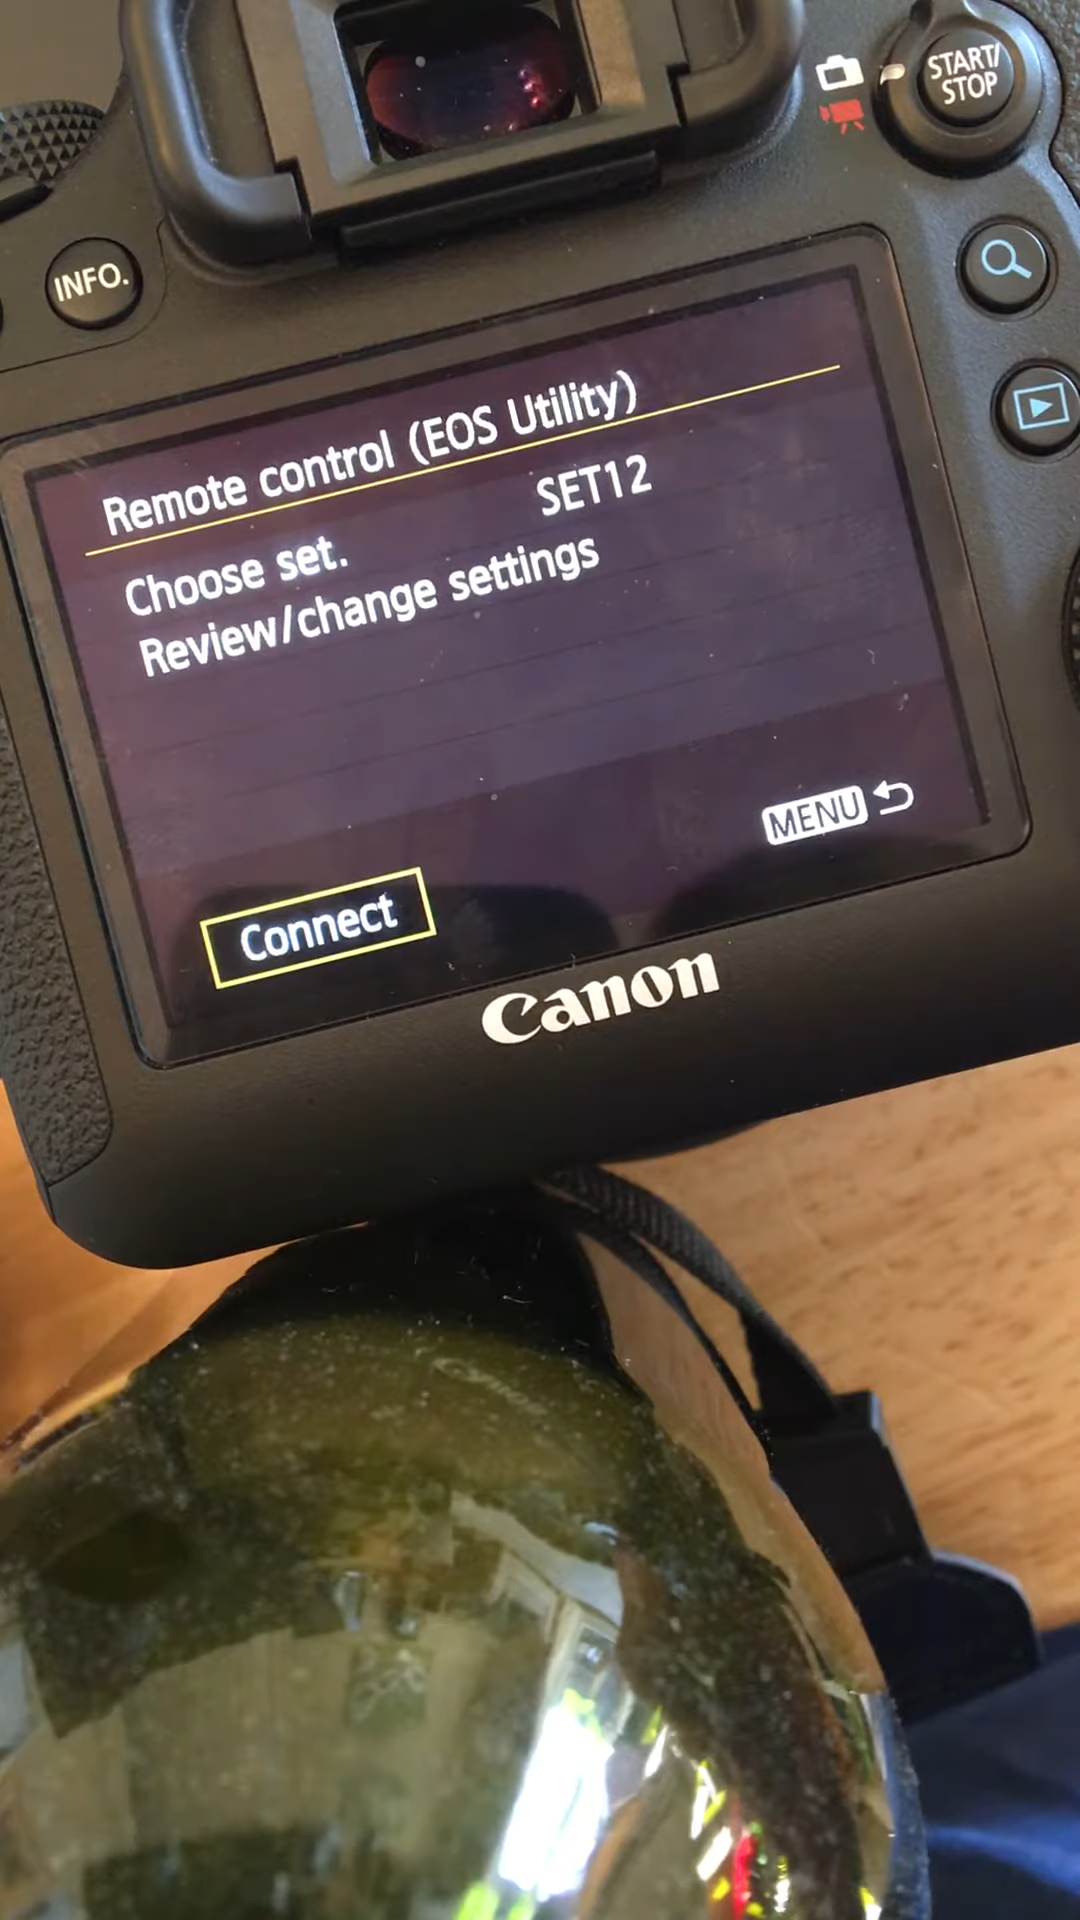 START/
STOP
INFO.
Remote control (EOS Utility)
SET12
Choose set.
Review/change settings
MENU
Connect
Canon